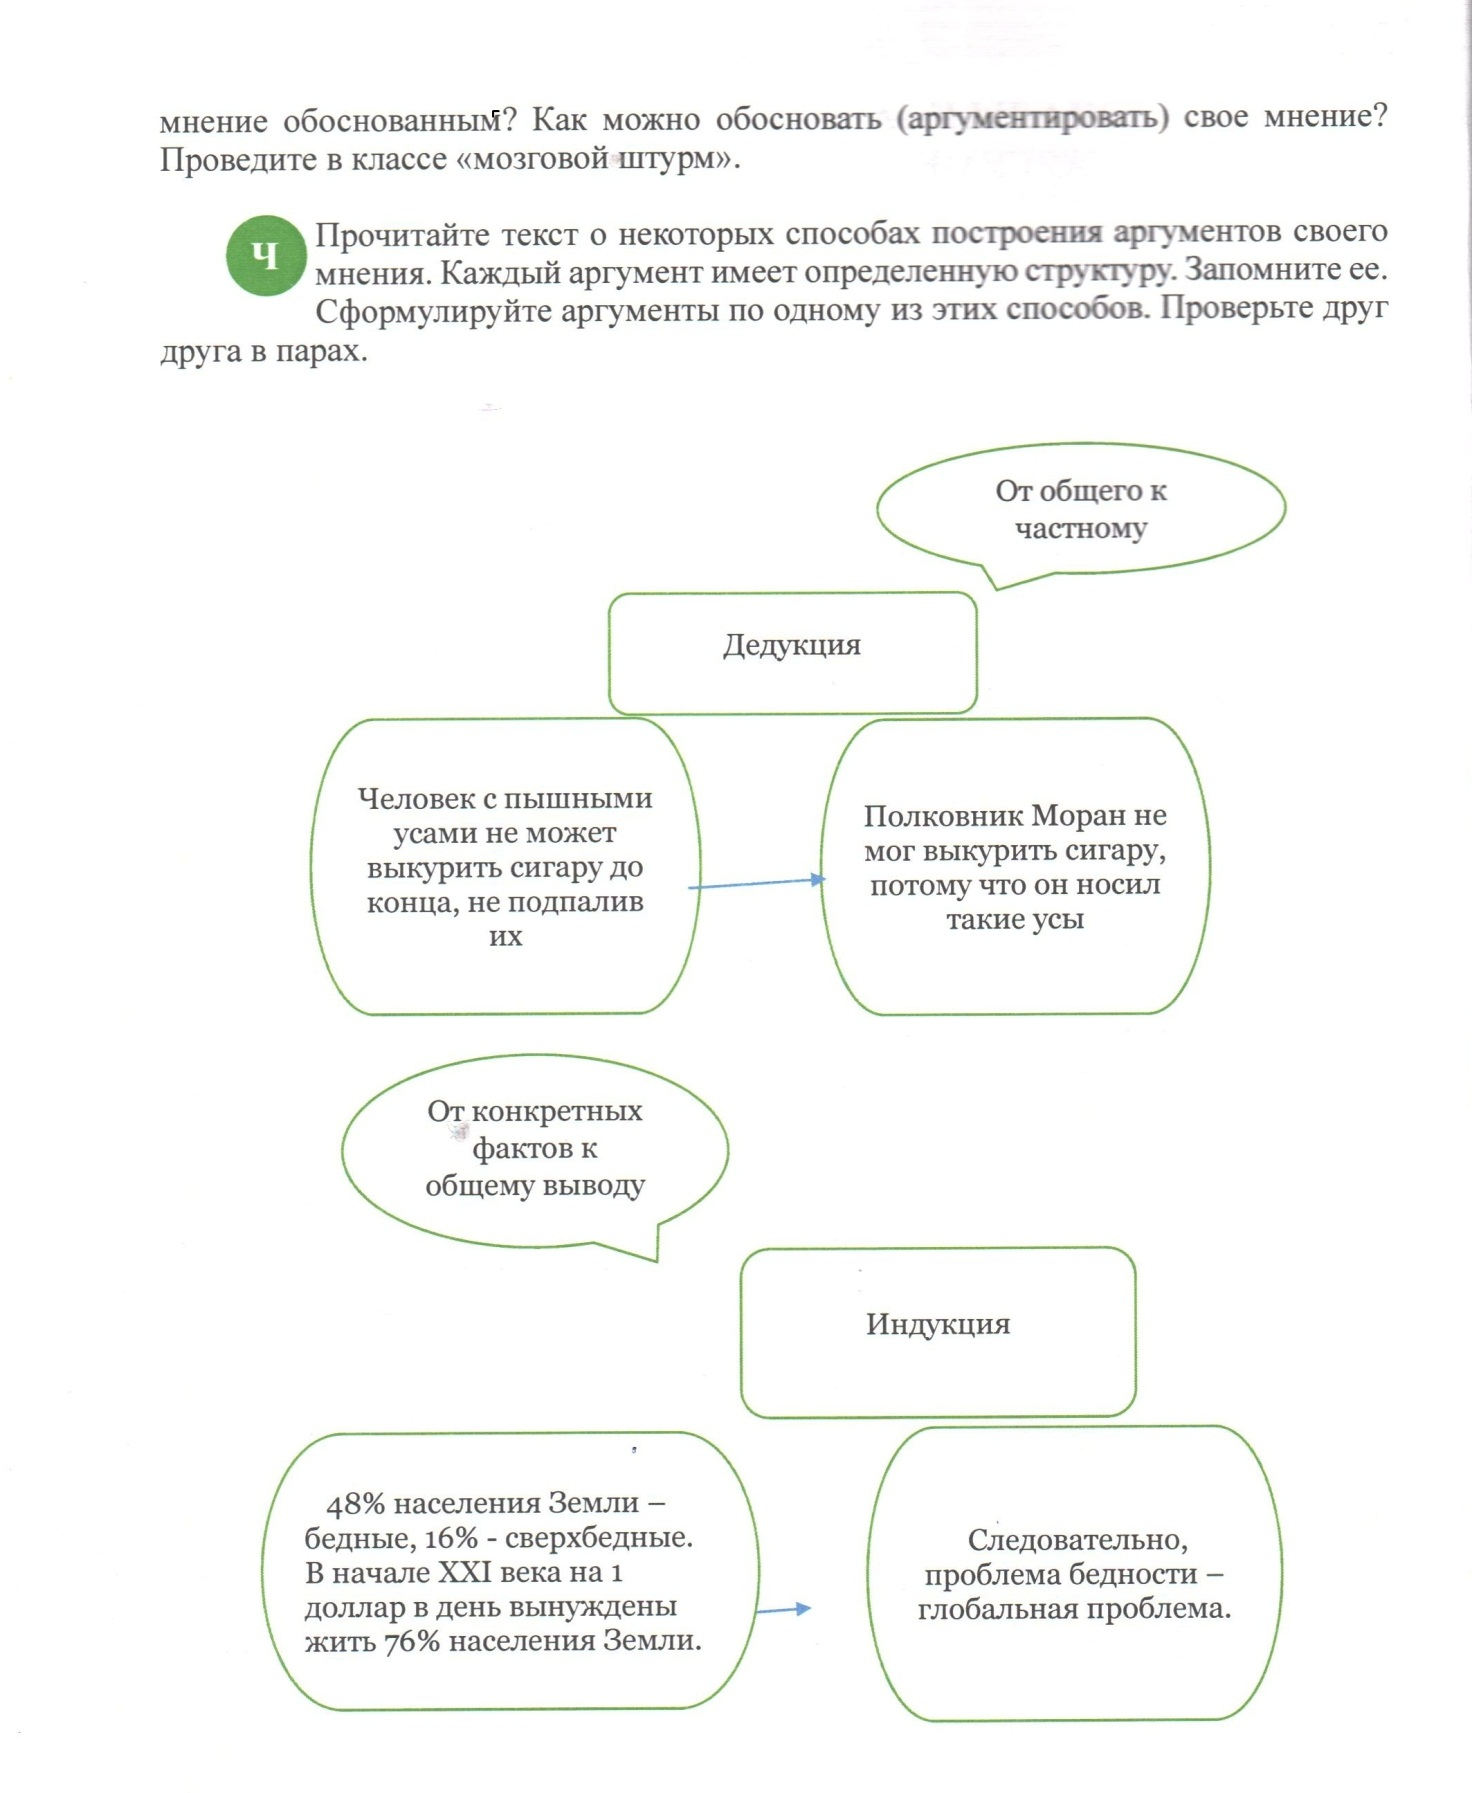 мнение обоснованным? Как можно обосновать (аргументировать) свое мнение?
Проведите в классе «мозговой штурм».
Ч
Прочитайте текст о некоторых способах построения аргументов своего
мнения. Каждый аргумент имеет определенную структуру. Запомните ее.
Сформулируйте аргументы по одному из этих способов. Проверьте друг
друга в парах.
От общего к
частному
Дедукция
Человек с пышными
усами не может
выкурить сигару до
конца, не подпалив
их
Полковник Моран не
мог выкурить сигару,
потому что он носил
такие усы
От конкретных
фактов к
общему выводу
Индукция
48% населения Земли –
бедные, 16% - сверхбедные.
В начале XXI века на 1
доллар в день вынуждены
жить 76% населения Земли.
Следовательно,
проблема бедности –
глобальная проблема.